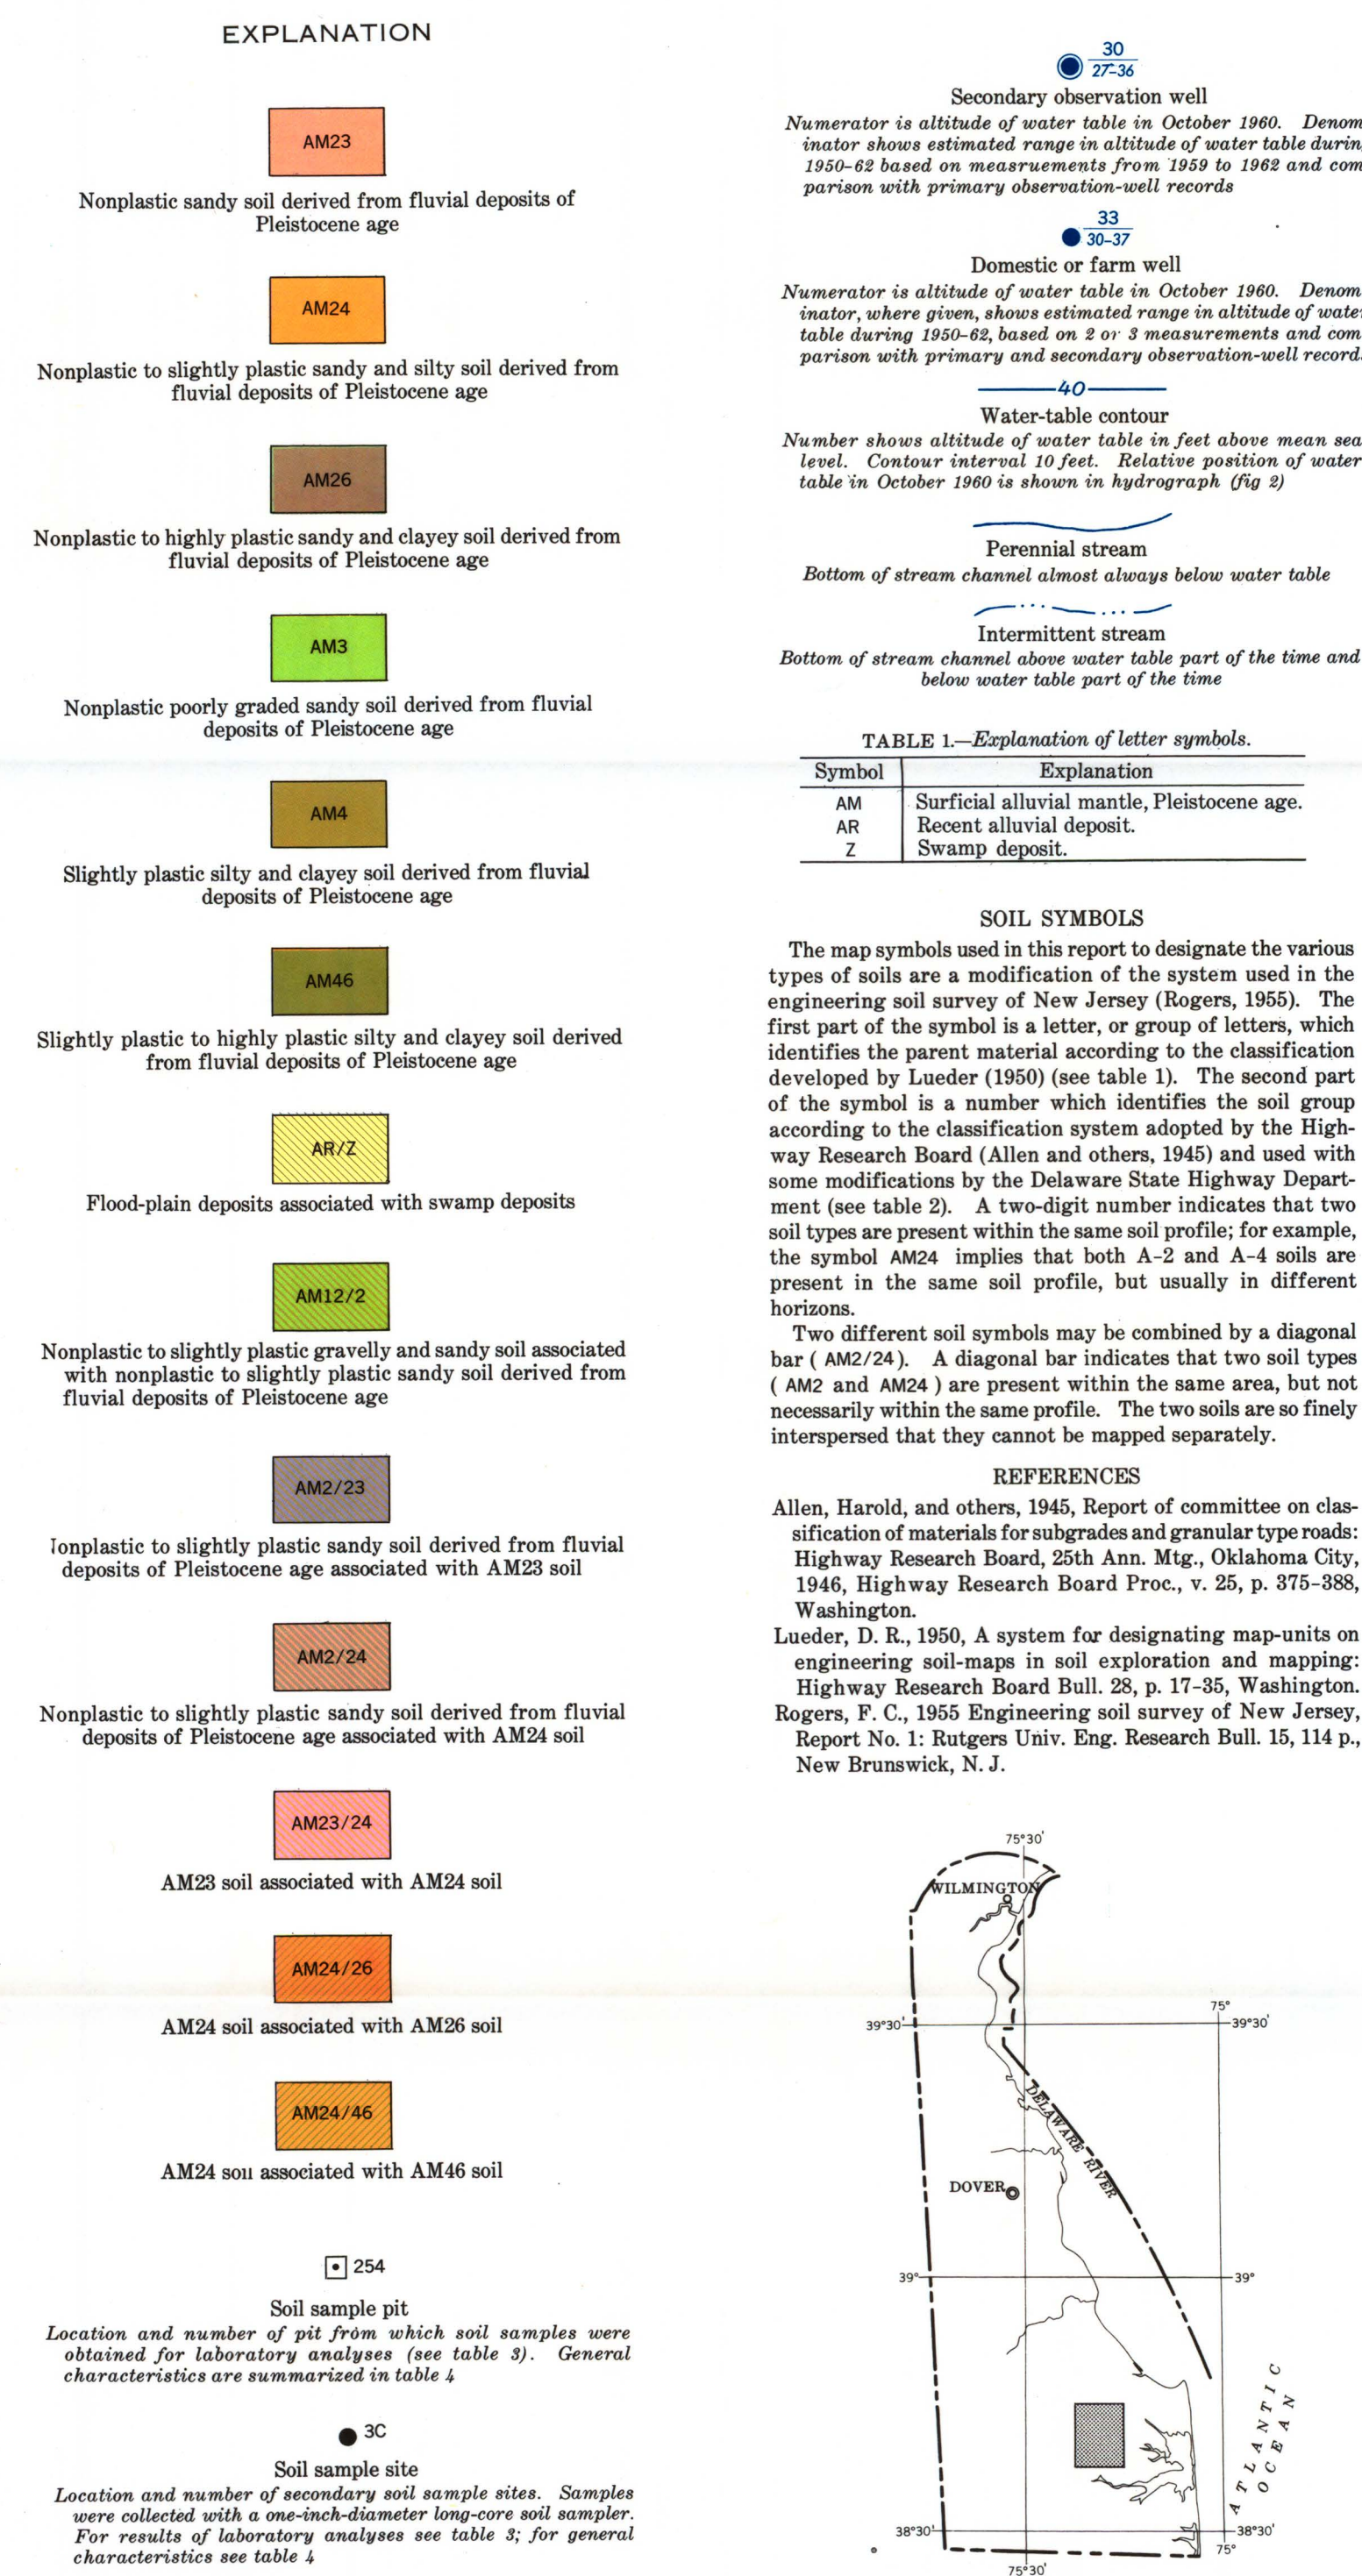 EXPLANATION
AM23
Nonplastic sandy soil derived from fluvial deposits of
Pleistocene age
AM24
Nonplastic to slightly plastic sandy and silty soil derived from
fluvial deposits of Pleistocene age
AM26
Nonplastic to highly plastic sandy and clayey soil derived from
fluvial deposits of Pleistocene age
AM3
Nonplastic poorly graded sandy soil derived from fluvial
deposits of Pleistocene age
AM4
Slightly plastic silty and clayey soil derived from fluvial
deposits of Pleistocene age
AM46
Slightly plastic to highly plastic silty and clayey soil derived
from fluvial deposits of Pleistocene age
AR/Z
Flood-plain deposits associated with swamp deposits
AM12/2
Nonplastic to slightly plastic gravelly and sandy soil associated
with nonplastic to slightly plastic sandy soil derived from
fluvial deposits of Pleistocene age
AM2/23
Nonplastic to slightly plastic sandy soil derived from fluvial
deposits of Pleistocene age associated with AM23 soil
AM2/24
Nonplastic to slightly plastic sandy soil derived from fluvial
deposits of Pleistocene age associated with AM24 soil
AM23/24
AM23 soil associated with AM24 soil
AM24/26
AM24 soil associated with AM26 soil
AM24/46
AM24 soil associated with AM46 soil
254
Soil sample pit
Location and number of pit from which soil samples were
obtained for laboratory analyses (see table 3). General
characteristics are summarized in table 4
3C
Soil sample site
Location and number of secondary soil sample sites. Samples
were collected with a one-inch-diameter long-core soil sampler.
For results of laboratory analyses see table 3; for general
characteristics see table 4
30
27-36
Secondary observation well
Numerator is altitude of water table in October 1960. Denom
inator shows estimated range in altitude of water table durin
1950-62 based on measruements from 1959 to 1962 and com
parison with primary observation-well records
33
30-37
Domestic or farm well
Numerator is altitude of water table in October 1960. Denom
inator, where given, shows estimated range in altitude of water
table during 1950-62, based on 2 or 3 measurements and com
parison with primary and secondary observation-well record
40
Water-table contour
Number shows altitude of water table in feet above mean sea
level. Contour interval 10 feet. Relative position of water
table in October 1960 is shown in hydrograph (fig 2)
Perennial stream
Bottom of stream channel almost always below water table
Intermittent stream
Bottom of stream channel above water table part of the time and
below water table part of the time
TABLE 1.—Explanation of letter symbols.
Symbol Explanation
AM Surficial alluvial mantle, Pleistocene age.
AR Recent alluvial deposit.
Z Swamp deposit.
SOIL SYMBOLS
The map symbols used in this report to designate the various
types of soils are a modification of the system used in the
engineering soil survey of New Jersey (Rogers, 1955). The
first part of the symbol is a letter, or group of letters, which
identifies the parent material according to the classification
developed by Lueder (1950) (see table 1). The second part
of the symbol is a number which identifies the soil group
according to the classification system adopted by the High-
way Research Board (Allen and others, 1945) and used with
some modifications by the Delaware State Highway Depart-
ment (see table 2). A two-digit number indicates that two
soil types are present within the same soil profile; for example,
the symbol AM24 implies that both A-2 and A-4 soils are
present in the same soil profile, but usually in different
horizons.
Two different soil symbols may be combined by a diagonal
bar ( AM2/24). A diagonal bar indicates that two soil types
( AM2 and AM24 ) are present within the same area, but not
necessarily within the same profile. The two soils are so finely
interspersed that they cannot be mapped separately.
REFERENCES
Allen, Harold, and others, 1945, Report of committee on clas-
sification of materials for subgrades and granular type roads:
Highway Research Board, 25th Ann. Mtg., Oklahoma City,
1946, Highway Research Board Proc., v. 25, p. 375-388,
Washington.
Lueder, D. R., 1950, A system for designating map-units on
engineering soil-maps in soil exploration and mapping:
Highway Research Board Bull. 28, p. 17-35, Washington.
Rogers, F. C., 1955 Engineering soil survey of New Jersey,
Report No. 1: Rutgers Univ. Eng. Research Bull. 15, 114 p.,
New Brunswick, N. J.
75°30'
WILMINGTON
75°
39°30' 39°30'
DELAWARE RIVER
DOVER
39° 39°
ATLANTIC
OCEAN
38°30' 38°30'
75°
75°30'